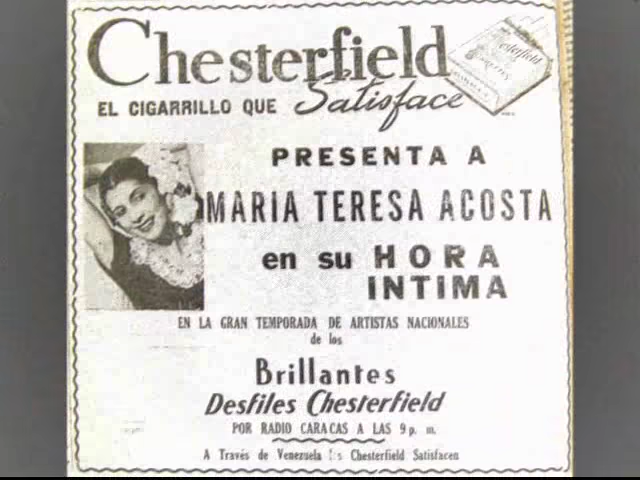 Chesterfield
EL CIGARRILLO QUE Satisface
PRESENTA A
MARIA TERESA ACOSTA
en su HORA
INTIMA
EN LA GRAN TEMPORADA DE ARTISTAS NACIONALES
de los
Brillantes
Desfiles Chesterfield
POR RADIO CARACAS A LAS 9 p. m.
A Través de Venezuela los Chesterfield Satisfacen